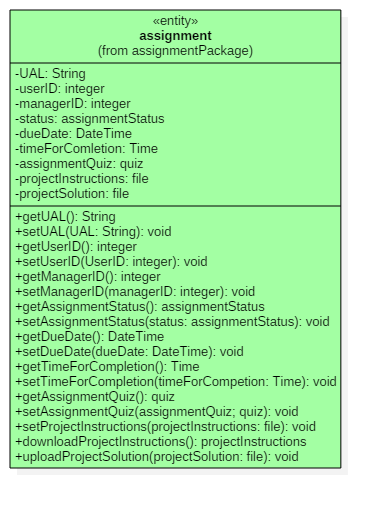 «entity»
assignment
(from assignmentPackage)
-UAL: String
-userID: integer
-managerID: integer
-status: assignmentStatus
-dueDate: DateTime
-timeForComletion: Time
-assignmentQuiz: quiz
-projectInstructions: file
-projectSolution: file
+getUAL(): String
+setUAL(UAL: String): void
+getUserID(): integer
+setUserID(UserID: integer): void
+getManagerID(): integer
+setManagerID(managerID: integer): void
+getAssignmentStatus(): assignmentStatus
+setAssignmentStatus(status: assignmentStatus): void
+getDueDate(): DateTime
+setDueDate(dueDate: DateTime): void
+getTimeForCompletion(): Time
+setTimeForCompletion(timeForCompetion: Time): void
+getAssignmentQuiz(): quiz
+setAssignmentQuiz(assignmentQuiz; quiz): void
+setProjectInstructions(projectInstructions: file): void
+downloadProjectInstructions(): projectInstructions
+uploadProjectSolution(projectSolution: file): void